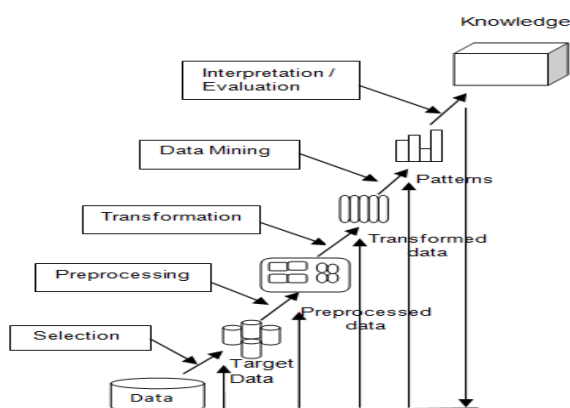 Knowledge
Interpretation /
Evaluation
Data Mining
Patterns
Transformation
Transformed
data
Preprocessing
Preprocessed
data
Selection
Target
Data
Data